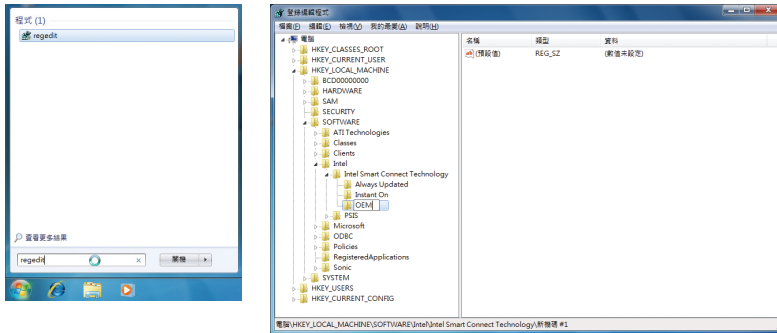 程式 (1)
regedit
查看更多結果
regedit
關機
登錄編輯程式
檔案(F) 編輯(E) 檢視(V) 我的最愛(A) 說明(H)
電腦
HKEY_CLASSES_ROOT
HKEY_CURRENT_USER
HKEY_LOCAL_MACHINE
BCD00000000
HARDWARE
SAM
SECURITY
SOFTWARE
ATI Technologies
Classes
Clients
Intel
Intel Smart Connect Technology
Always Updated
Instant On
OEM
PSIS
Microsoft
ODBC
Policies
RegisteredApplications
Sonic
SYSTEM
HKEY_USERS
HKEY_CURRENT_CONFIG
名稱 類型 資料
(預設值) REG_SZ (數值未設定)
電腦\HKEY_LOCAL_MACHINE\SOFTWARE\Intel\Intel Smart Connect Technology\新機碼 #1